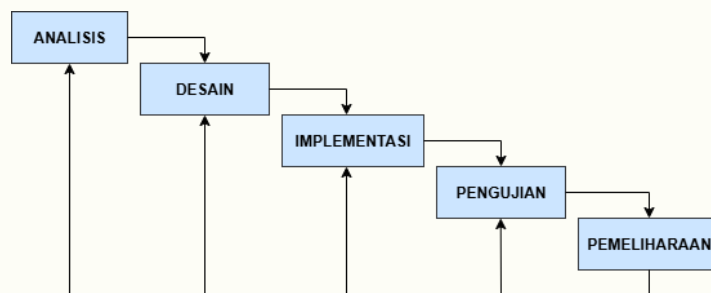 ANALISIS
DESAIN
IMPLEMENTASI
PENGUJIAN
PEMELIHARAAN